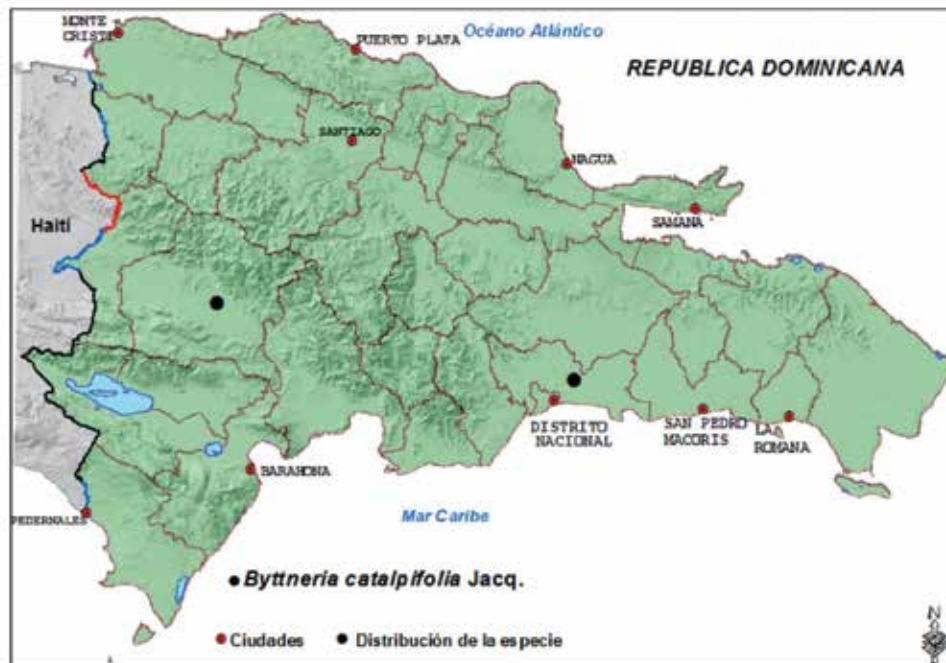 MONTE
CRISTI
PUERTO PLATA
Océano Atlántico
REPUBLICA DOMINICANA
SANTIAGO
NAGUA
SAMANA
Haití
DISTRITO
NACIONAL
SAN PEDRO
MACORIS
LA
ROMANA
BARAHONA
PEDERNALES
Mar Caribe
Byttneria catalpifolia Jacq.
Ciudades
Distribución de la especie
N